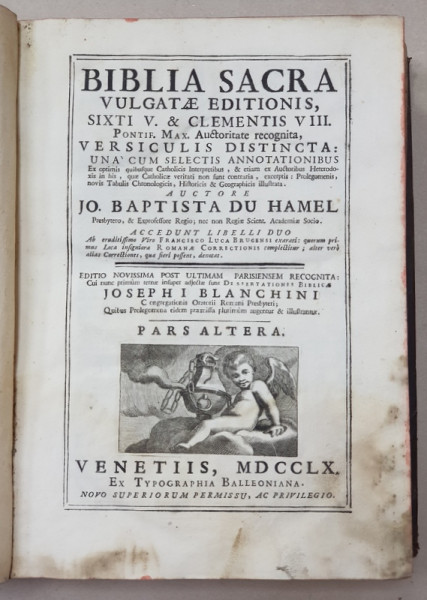 BIBLIA SACRA
VULGATÆ EDITIONIS,
SIXTI V. & CLEMENTIS VIII.
PONTIF. MAX. Auctoritate recognita,
VERSICULIS DISTINCTA:
UNA CUM SELECTIS ANNOTATIONIBUS
Ex optimis quibusque Catholicis Interpretibus, & etiam ex Auctoribus Heterodo-
xis in his, quæ Catholicæ veritati non sunt contraria, excerptis: Prolegomenis,
novis Tabulis Chronologicis, Historicis & Geographicis illustrata.
AUCTORE
JO. BAPTISTA DU HAMEL
Presbytero, & Exprofessore Regio; nec non Regiæ Scient. Academiæ Socio.
ACCEDUNT LIBELLI DUO
Ab eruditissimo Viro FRANCISCO LUCA BRUGENSI exarati: quorum pri-
mus Loca insigniora ROMANÆ CORRECTIONIS complectitur; alter verò
alias Correctiones, quæ fieri possent, denotat.
EDITIO NOVISSIMA POST ULTIMAM PARISIENSEM RECOGNITA:
Cui nunc primùm insuper adjectæ sunt DISSERTATIONES BIBLICÆ
JOSEPHI BLANCHINI
Congregationis Oratorii Romani Presbyteri;
Quibus Prolegomena eidem præmissa plurimùm augentur & illustrantur.
PARS ALTERA.
VENETIIS, MDCCLX.
EX TYPOGRAPHIA BALLEONIANA.
NOVO SUPERIORUM PERMISSU, AC PRIVILEGIO.